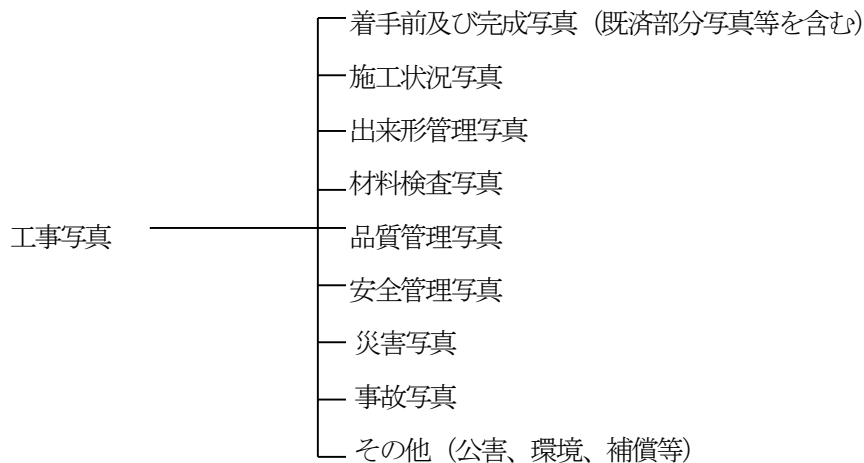 着手前及び完成写真（既済部分写真等を含む）
施工状況写真
出来形管理写真
材料検査写真
工事写真
品質管理写真
安全管理写真
災害写真
事故写真
その他（公害、環境、補償等）